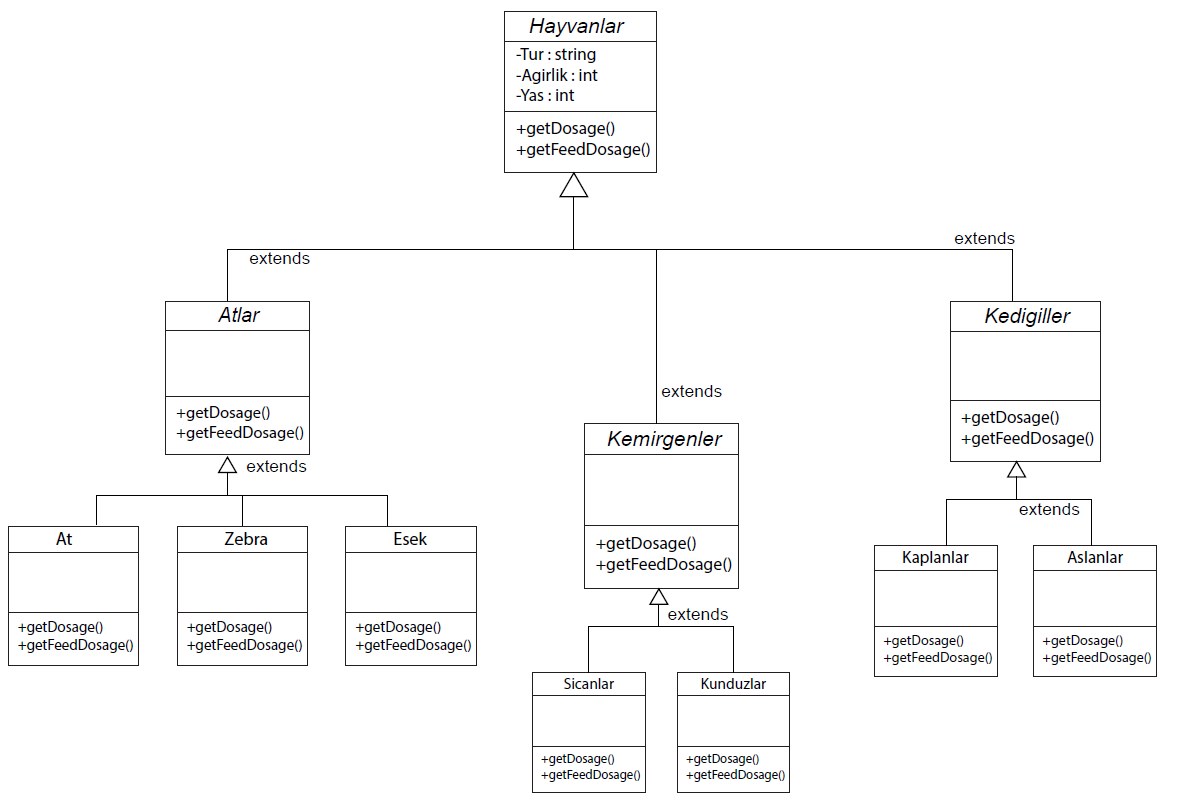 Hayvanlar
-Tur : string
-Agirlik : int
-Yas : int
+getDosage()
+getFeedDosage()
extends
extends
extends
Atlar
+getDosage()
+getFeedDosage()
extends
Kemirgenler
+getDosage()
+getFeedDosage()
extends
Kedigiller
+getDosage()
+getFeedDosage()
extends
At
+getDosage()
+getFeedDosage()
Zebra
+getDosage()
+getFeedDosage()
Esek
+getDosage()
+getFeedDosage()
Sicanlar
+getDosage()
+getFeedDosage()
Kunduzlar
+getDosage()
+getFeedDosage()
Kaplanlar
+getDosage()
+getFeedDosage()
Aslanlar
+getDosage()
+getFeedDosage()